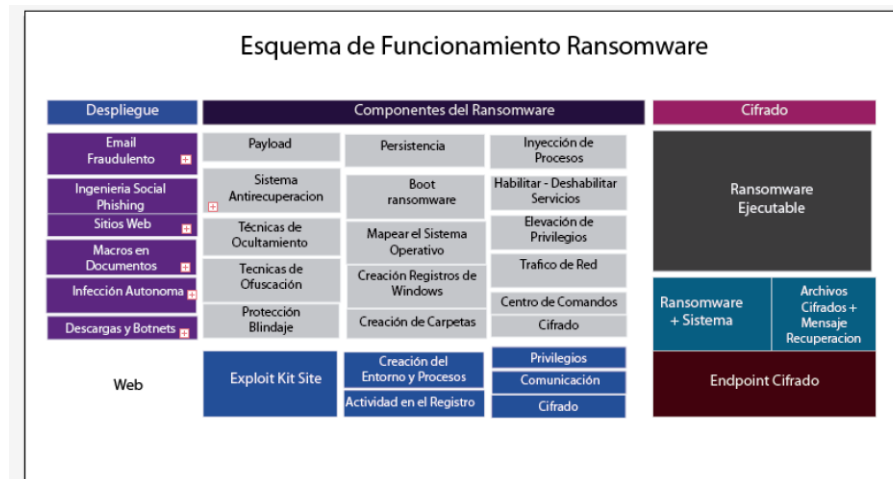 Esquema de Funcionamiento Ransomware
Despliegue
Componentes del Ransomware
Cifrado
Email
Fraudulento
Ingenieria Social
Phishing
Sitios Web
Macros en
Documentos
Infección Autonoma
Descargas y Botnets
Web
Payload
Sistema
Antirecuperacion
Técnicas de
Ocultamiento
Tecnicas de
Ofuscación
Protección
Blindaje
Exploit Kit Site
Persistencia
Boot
ransomware
Mapear el Sistema
Operativo
Creación Registros de
Windows
Creación de Carpetas
Creación del
Entorno y Procesos
Actividad en el Registro
Inyección de
Procesos
Habilitar - Deshabilitar
Servicios
Elevación de
Privilegios
Trafico de Red
Centro de Comandos
Cifrado
Privilegios
Comunicación
Cifrado
Ransomware
Ejecutable
Ransomware
+ Sistema
Archivos
Cifrados +
Mensaje
Recuperacion
Endpoint Cifrado